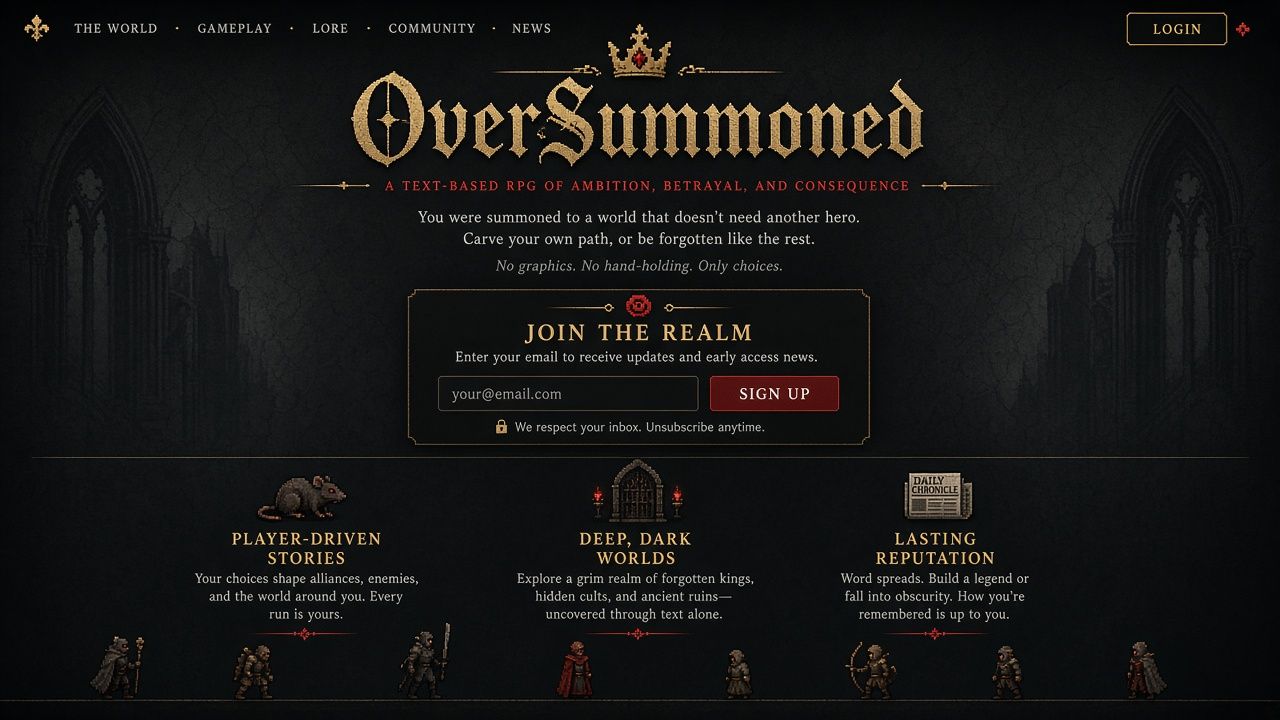 THE WORLD • GAMEPLAY • LORE • COMMUNITY • NEWS
LOGIN
OverSummoned
A TEXT-BASED RPG OF AMBITION, BETRAYAL, AND CONSEQUENCE
You were summoned to a world that doesn't need another hero.
Carve your own path, or be forgotten like the rest.
No graphics. No hand-holding. Only choices.
JOIN THE REALM
Enter your email to receive updates and early access news.
your@email.com
SIGN UP
We respect your inbox. Unsubscribe anytime.
PLAYER-DRIVEN
STORIES
Your choices shape alliances, enemies,
and the world around you. Every
run is yours.
DEEP, DARK
WORLDS
Explore a grim realm of forgotten kings,
hidden cults, and ancient ruins—
uncovered through text alone.
DAILY
CHRONICLE
LASTING
REPUTATION
Word spreads. Build a legend or
fall into obscurity. How you're
remembered is up to you.